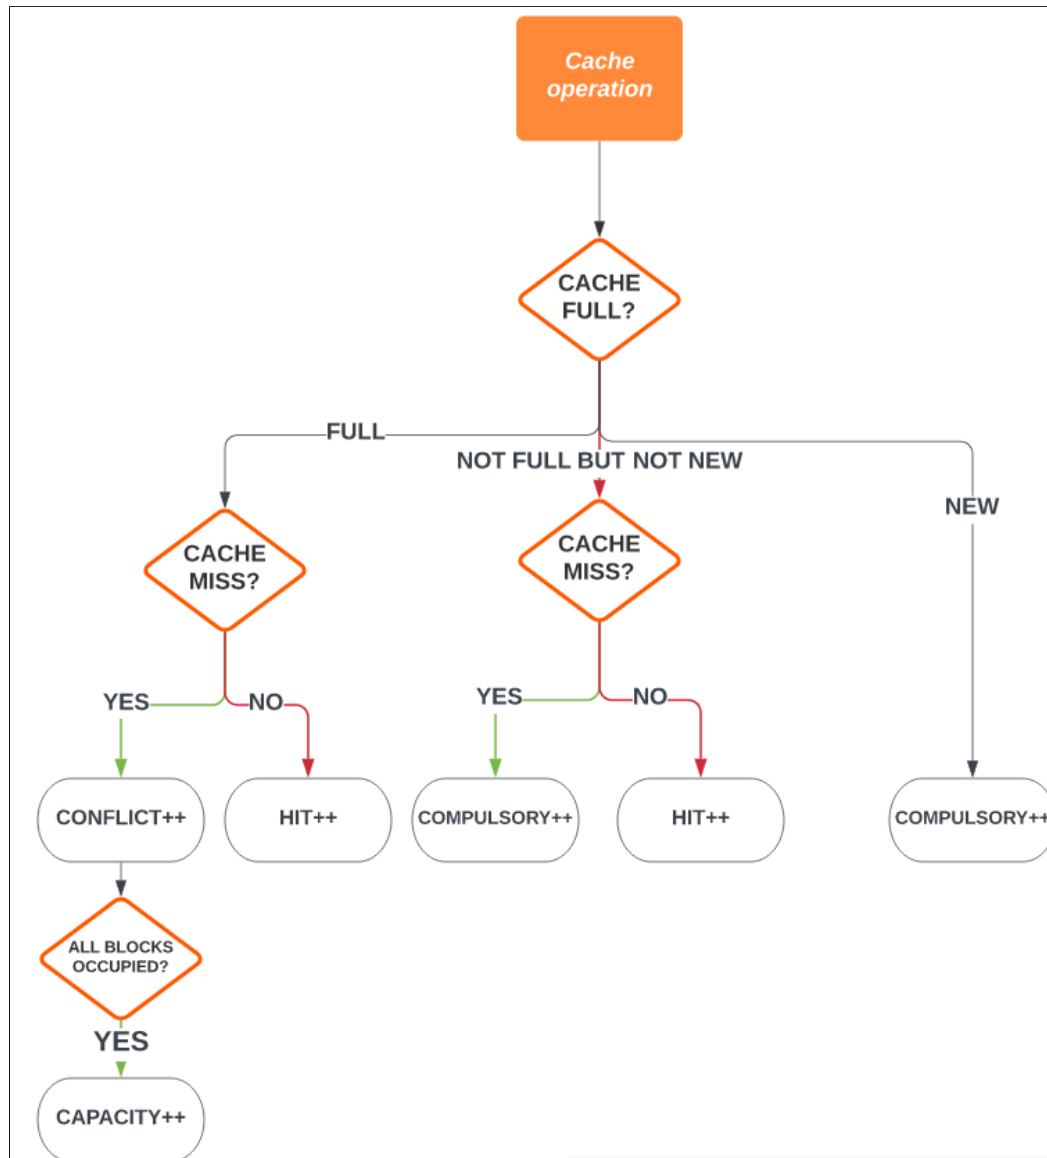 Cache
operation
CACHE
FULL?
FULL
NOT FULL BUT NOT NEW
NEW
CACHE
MISS?
CACHE
MISS?
YES
NO
YES
NO
CONFLICT++
HIT++
COMPULSORY++
HIT++
COMPULSORY++
ALL BLOCKS
OCCUPIED?
YES
CAPACITY++